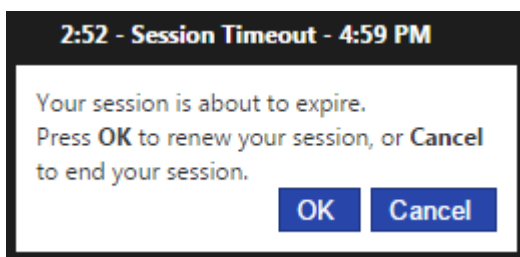 2:52 - Session Timeout - 4:59 PM
Your session is about to expire.
Press OK to renew your session, or Cancel
to end your session.
OK Cancel